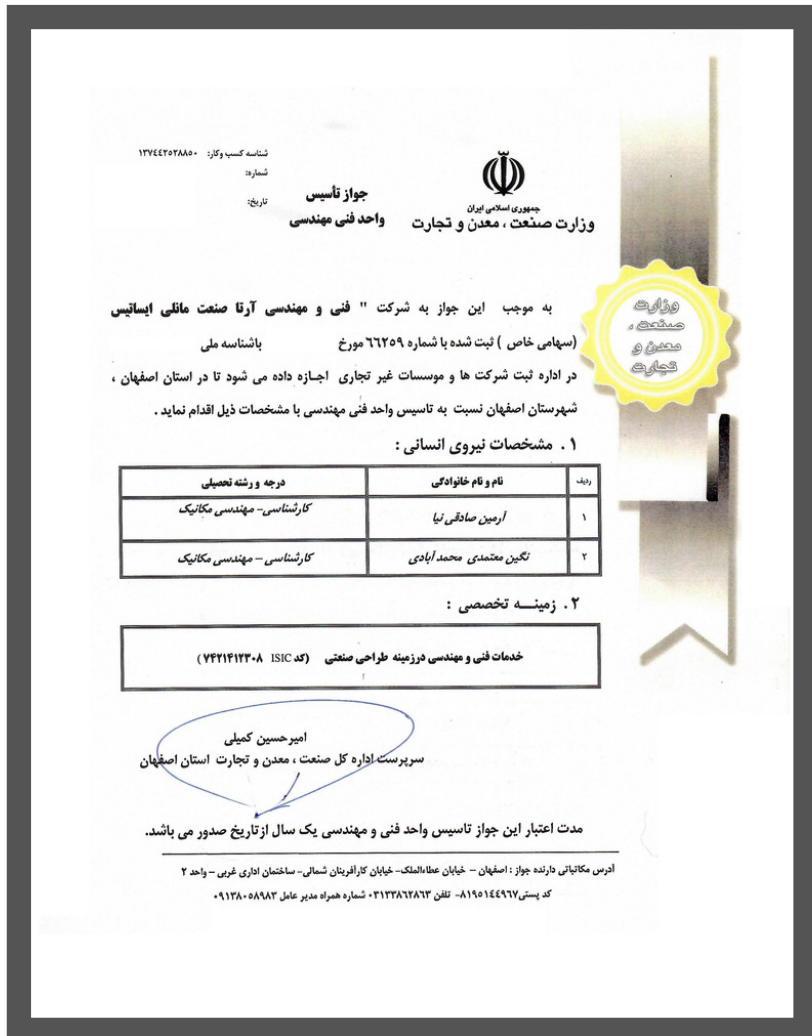 شناسه کسب وکار: ۱۳۷٤٤۲۵۲۸۸۵۰
شماره:
تاریخ:
جواز تأسیس
واحد فنی مهندسی
جمهوری اسلامی ایران
وزارت صنعت ، معدن و تجارت
وزارت
صنعت ،
معدن و
تجارت
به موجب این جواز به شرکت " فنی و مهندسی آرتا صنعت مانلی ایساتیس
(سهامی خاص ) ثبت شده با شماره ٦٦۲۵۹ مورخ باشناسه ملی
در اداره ثبت شرکت ها و موسسات غیر تجاری اجازه داده می شود تا در استان اصفهان ،
شهرستان اصفهان نسبت به تاسیس واحد فنی مهندسی با مشخصات ذیل اقدام نماید .
۱ . مشخصات نیروی انسانی :
ردیف نام و نام خانوادگی درجه و رشته تحصیلی
۱ آرمین صادقی نیا کارشناسی- مهندسی مکانیک
۲ نگین معتمدی محمد آبادی کارشناسی – مهندسی مکانیک
۲ . زمینــه تخصصی :
خدمات فنی و مهندسی درزمینه طراحی صنعتی (کد ISIC ۷٤۲۱٤۱۲۳۰۸ )
امیرحسین کمیلی
سرپرست اداره کل صنعت ، معدن و تجارت استان اصفهان
مدت اعتبار این جواز تاسیس واحد فنی و مهندسی یک سال ازتاریخ صدور می باشد.
آدرس مکاتباتی دارنده جواز : اصفهان – خیابان عطاءالملک- خیابان کارآفرینان شمالی- ساختمان اداری غربی – واحد ۲
کد پستی۸۱۹۵۱٤٤۹٦۷- تلفن ۰۳۱۳۳۸٦۲۸٦۳ شماره همراه مدیر عامل ۰۹۱۳۸۰۵۸۹۸۳